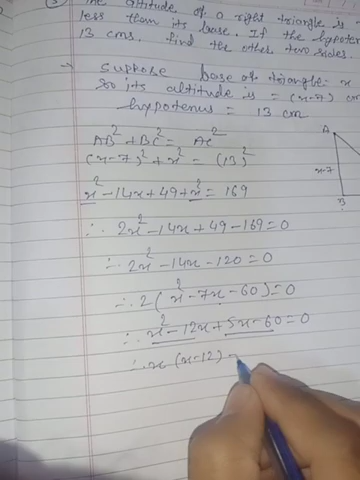 The altitude of a right triangle is
less than its base. If the hypoten
13 cms. find the other two sides.
→ Suppose base of triangle = x
so its altitude is = (x-7) cm
hypotenus = 13 cm
AB² + BC² = AC²
(x-7)² + x² = (13)²
x² - 14x + 49 + x² = 169
∴ 2x² - 14x + 49 - 169 = 0
∴ 2x² - 14x - 120 = 0
∴ 2(x² - 7x - 60) = 0
∴ x² - 12x + 5x - 60 = 0
∴ x (x-12)
A
x-7
B